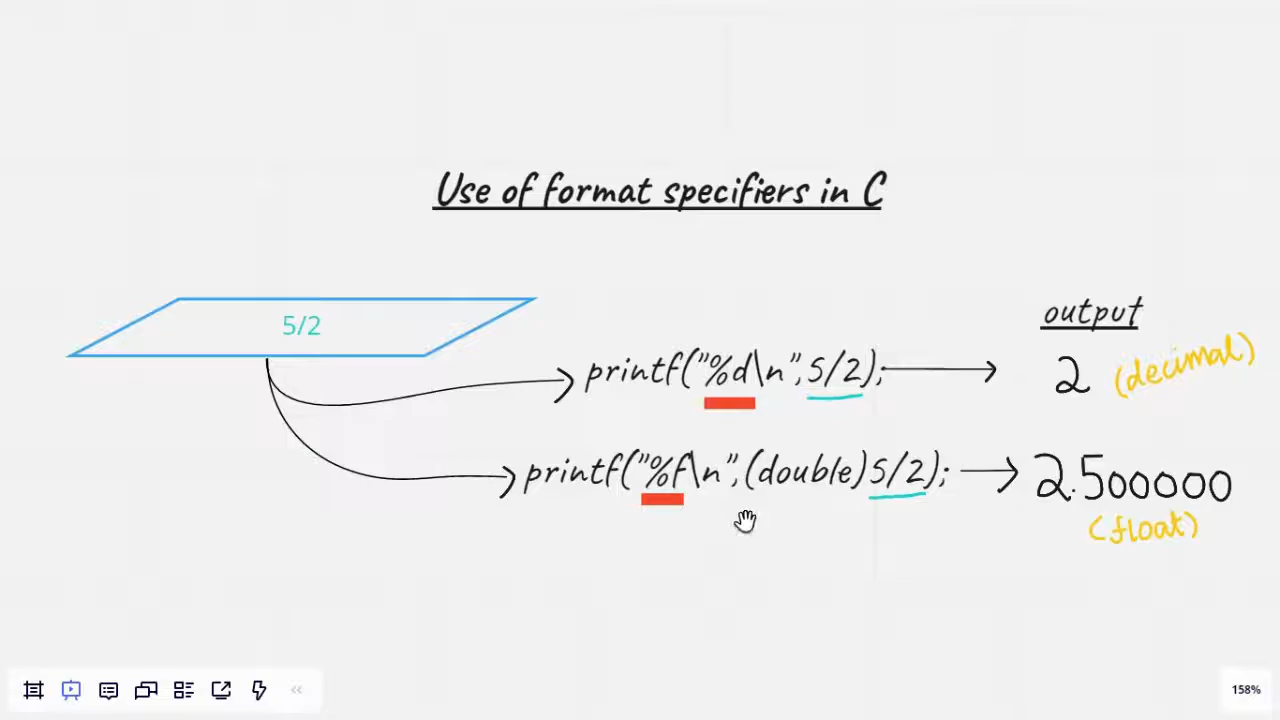 Use of format specifiers in C
5/2
output
printf("%d\n",5/2);
2 (decimal)
printf("%f\n",(double)5/2);
2.500000
(float)
158%